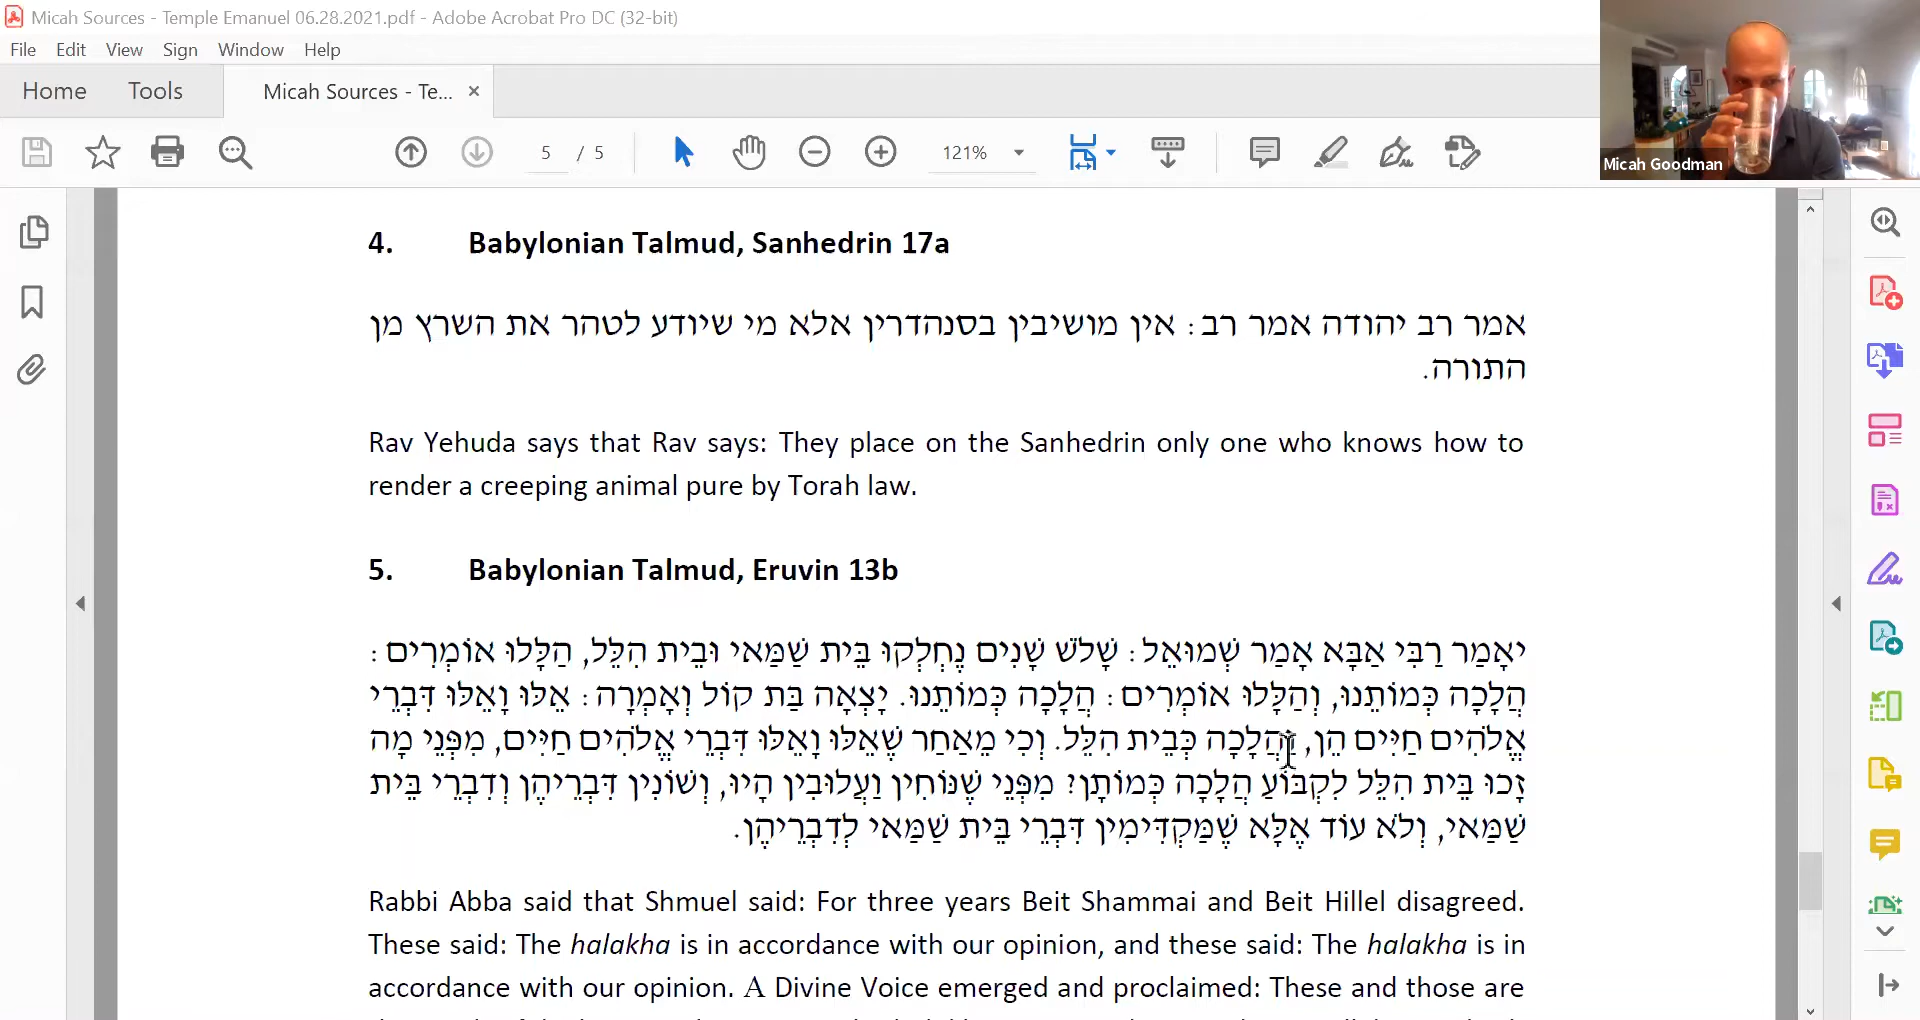 Micah Sources - Temple Emanuel 06.28.2021.pdf - Adobe Acrobat Pro DC (32-bit)
File Edit View Sign Window Help
Home Tools Micah Sources - Te... ×
5 / 5 121%
Micah Goodman
4. Babylonian Talmud, Sanhedrin 17a
אמר רב יהודה אמר רב: אין מושיבין בסנהדרין אלא מי שיודע לטהר את השרץ מן
התורה.
Rav Yehuda says that Rav says: They place on the Sanhedrin only one who knows how to
render a creeping animal pure by Torah law.
5. Babylonian Talmud, Eruvin 13b
יאָמַר רַבִּי אַבָּא אָמַר שְׁמוּאֵל: שָׁלֹשׁ שָׁנִים נֶחְלְקוּ בֵּית שַׁמַּאי וּבֵית הִלֵּל, הַלָּלוּ אוֹמְרִים:
הֲלָכָה כְּמוֹתֵנוּ, וְהַלָּלוּ אוֹמְרִים: הֲלָכָה כְּמוֹתֵנוּ. יָצְאָה בַּת קוֹל וְאָמְרָה: אֵלּוּ וָאֵלּוּ דִּבְרֵי
אֱלֹהִים חַיִּים הֵן, וַהֲלָכָה כְּבֵית הִלֵּל. וְכִי מֵאַחַר שֶׁאֵלּוּ וָאֵלּוּ דִּבְרֵי אֱלֹהִים חַיִּים, מִפְּנֵי מָה
זָכוּ בֵּית הִלֵּל לִקְבּוֹעַ הֲלָכָה כְּמוֹתָן? מִפְּנֵי שֶׁנּוֹחִין וַעֲלוּבִין הָיוּ, וְשׁוֹנִין דִּבְרֵיהֶן וְדִבְרֵי בֵּית
שַׁמַּאי, וְלֹא עוֹד אֶלָּא שֶׁמַּקְדִּימִין דִּבְרֵי בֵּית שַׁמַּאי לְדִבְרֵיהֶן.
Rabbi Abba said that Shmuel said: For three years Beit Shammai and Beit Hillel disagreed.
These said: The halakha is in accordance with our opinion, and these said: The halakha is in
accordance with our opinion. A Divine Voice emerged and proclaimed: These and those are